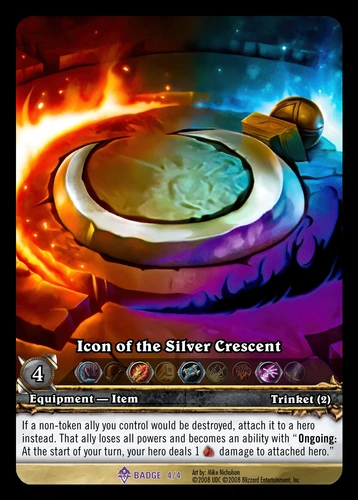 Icon of the Silver Crescent
4
Equipment — Item Trinket (2)
If a non-token ally you control would be destroyed, attach it to a hero
instead. That ally loses all powers and becomes an ability with “Ongoing:
At the start of your turn, your hero deals 1 damage to attached hero.”
BADGE 4/4
Art by: Mike Nicholson
©2008 UDC ©2008 Blizzard Entertainment, Inc.